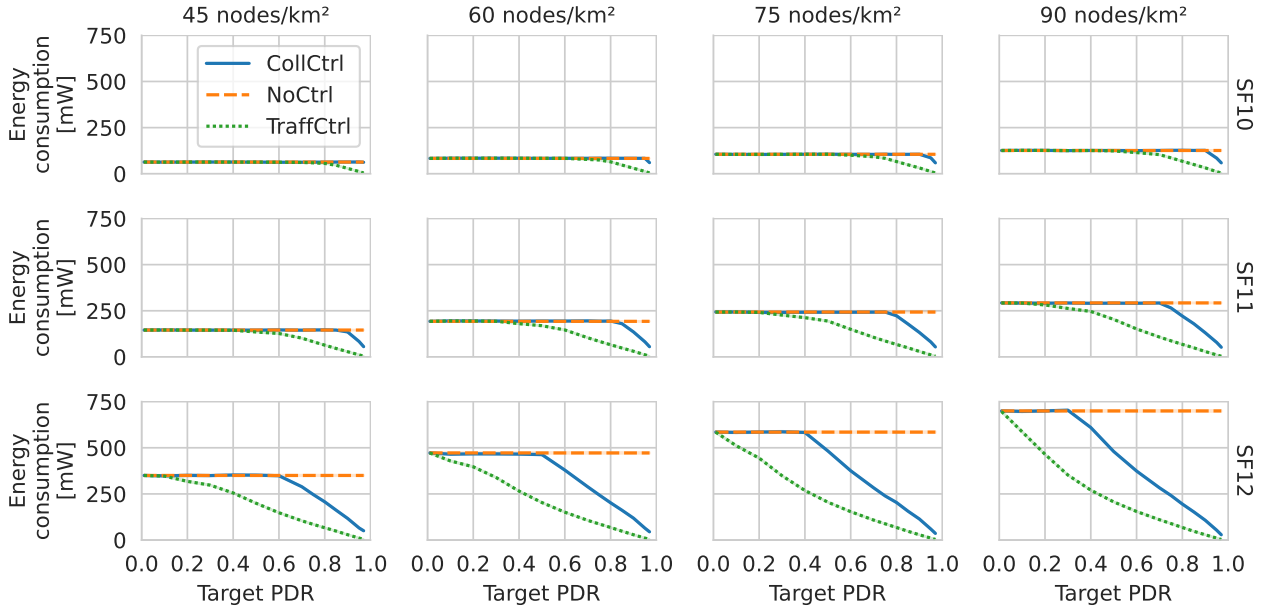 45 nodes/km²
60 nodes/km²
75 nodes/km²
90 nodes/km²
Energy
consumption
[mW]
750
500
250
0
CollCtrl
NoCtrl
TraffCtrl
SF10
Energy
consumption
[mW]
750
500
250
0
SF11
Energy
consumption
[mW]
750
500
250
0
SF12
0.0 0.2 0.4 0.6 0.8 1.0
0.0 0.2 0.4 0.6 0.8 1.0
0.0 0.2 0.4 0.6 0.8 1.0
0.0 0.2 0.4 0.6 0.8 1.0
Target PDR
Target PDR
Target PDR
Target PDR